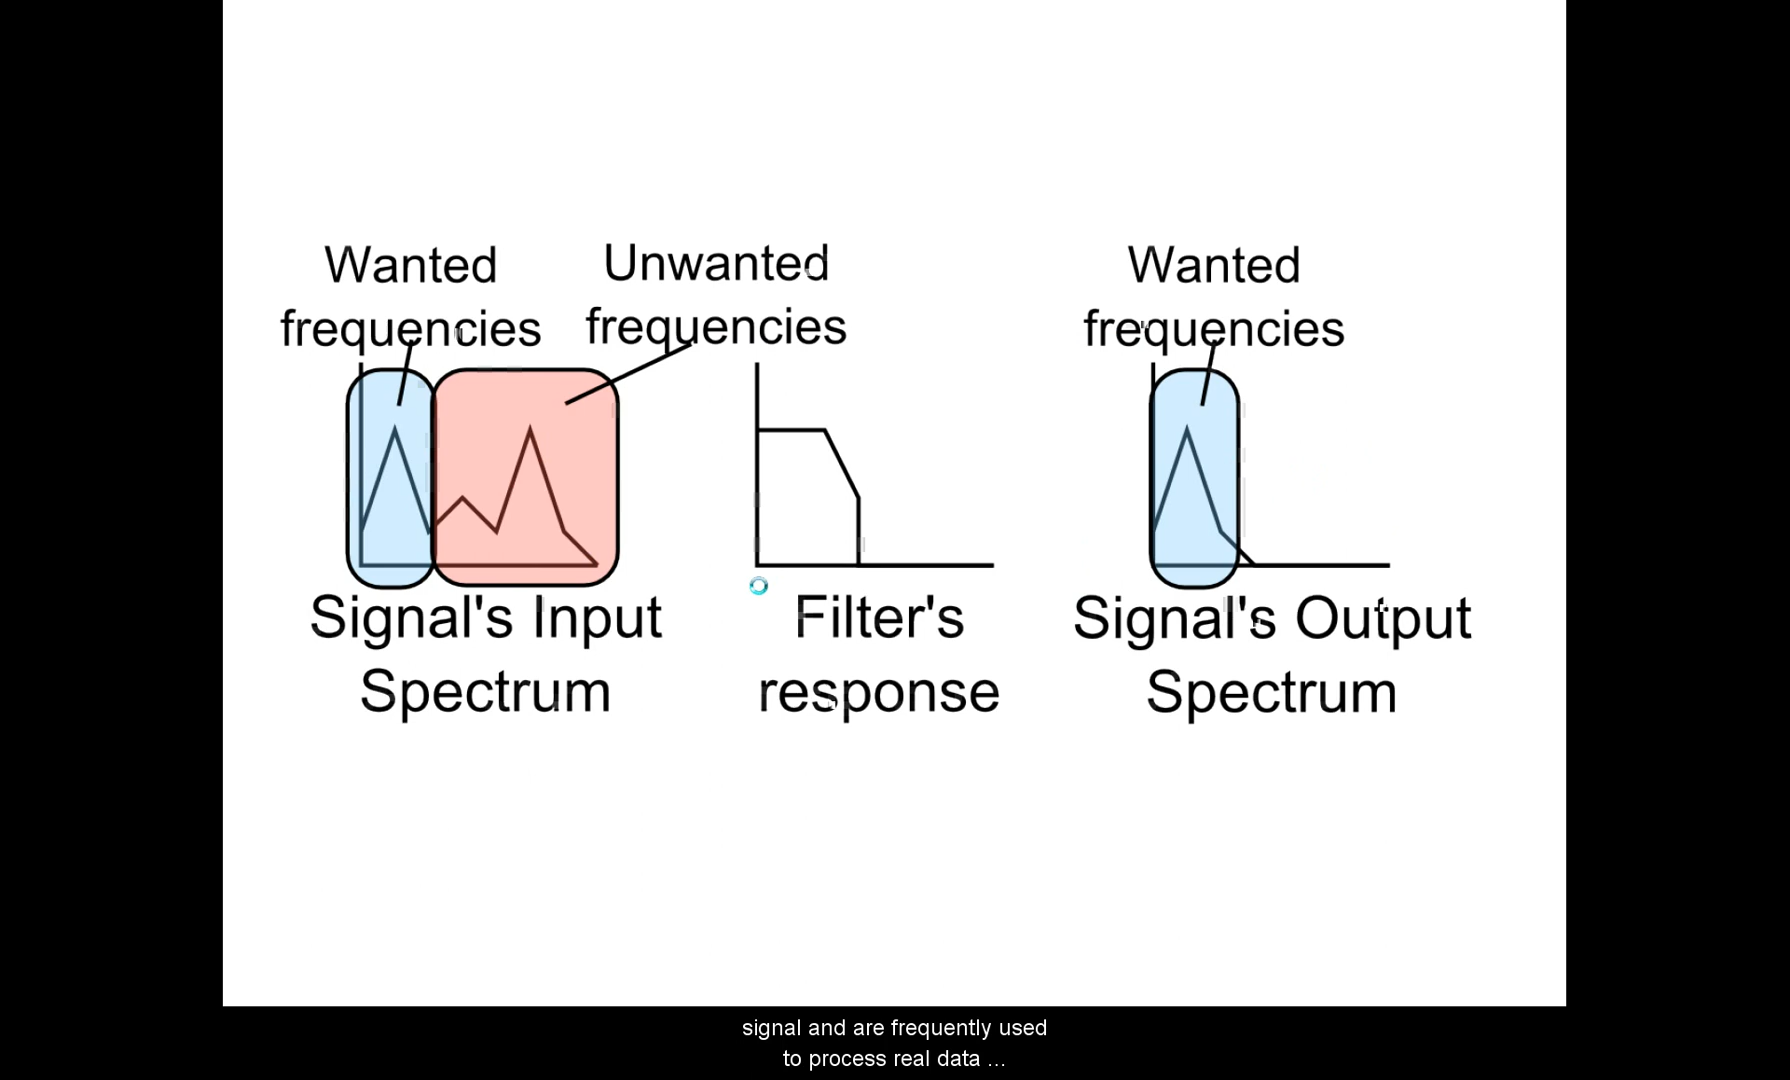 Wanted
frequencies
Unwanted
frequencies
Wanted
frequencies
Signal's Input
Spectrum
Filter's
response
Signal's Output
Spectrum
signal and are frequently used
to process real data ...